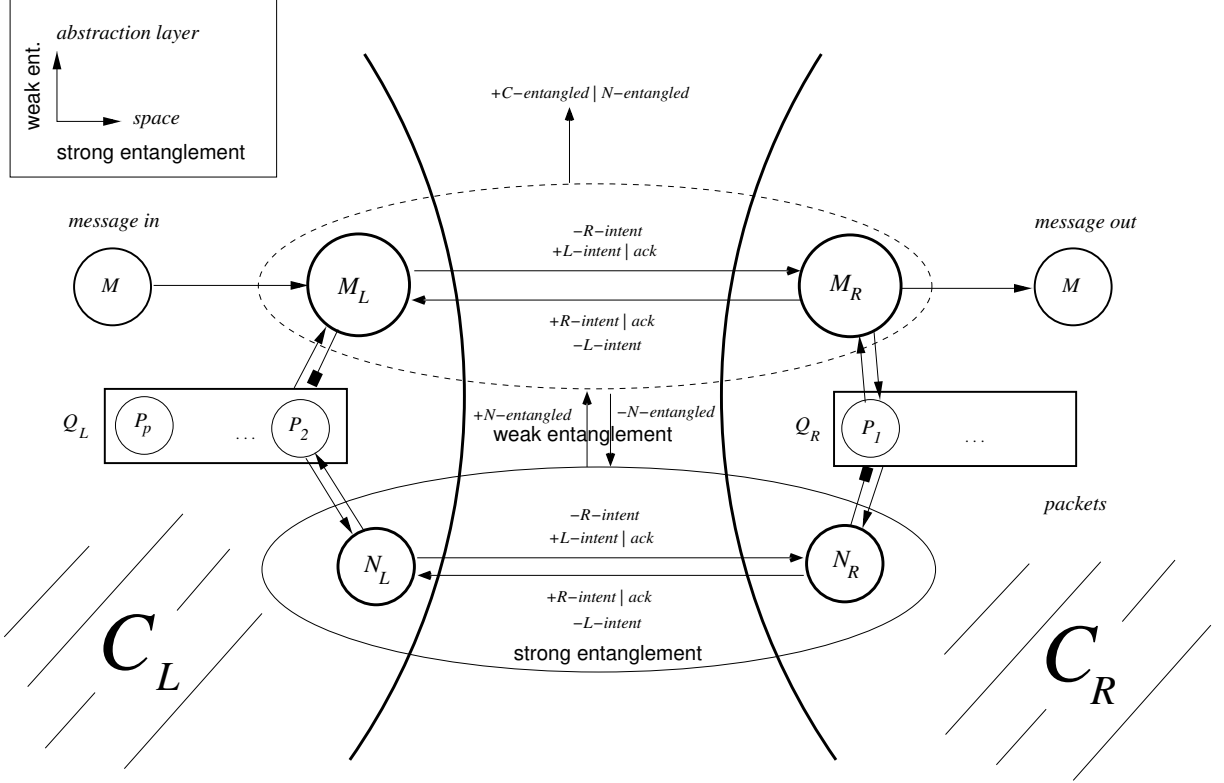 abstraction layer
weak ent.
space
strong entanglement
+C−entangled | N−entangled
message in
message out
−R−intent
+L−intent | ack
M
M_L
M_R
M
+R−intent | ack
−L−intent
Q_L
P_p
...
P_2
+N−entangled
−N−entangled
weak entanglement
Q_R
P_1
...
packets
−R−intent
+L−intent | ack
N_L
N_R
+R−intent | ack
−L−intent
strong entanglement
C_L
C_R